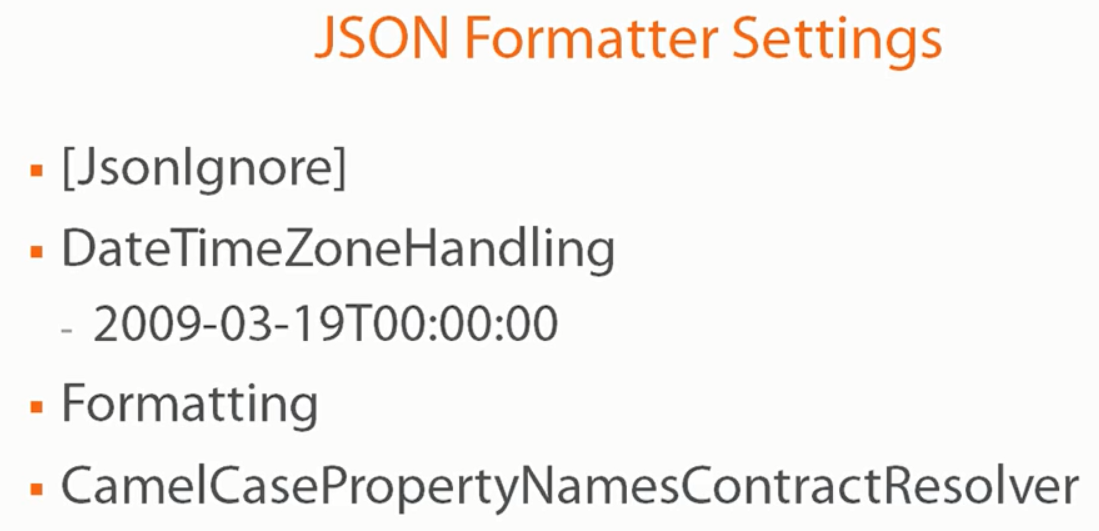 JSON Formatter Settings
[JsonIgnore]
DateTimeZoneHandling
- 2009-03-19T00:00:00
Formatting
CamelCasePropertyNamesContractResolver